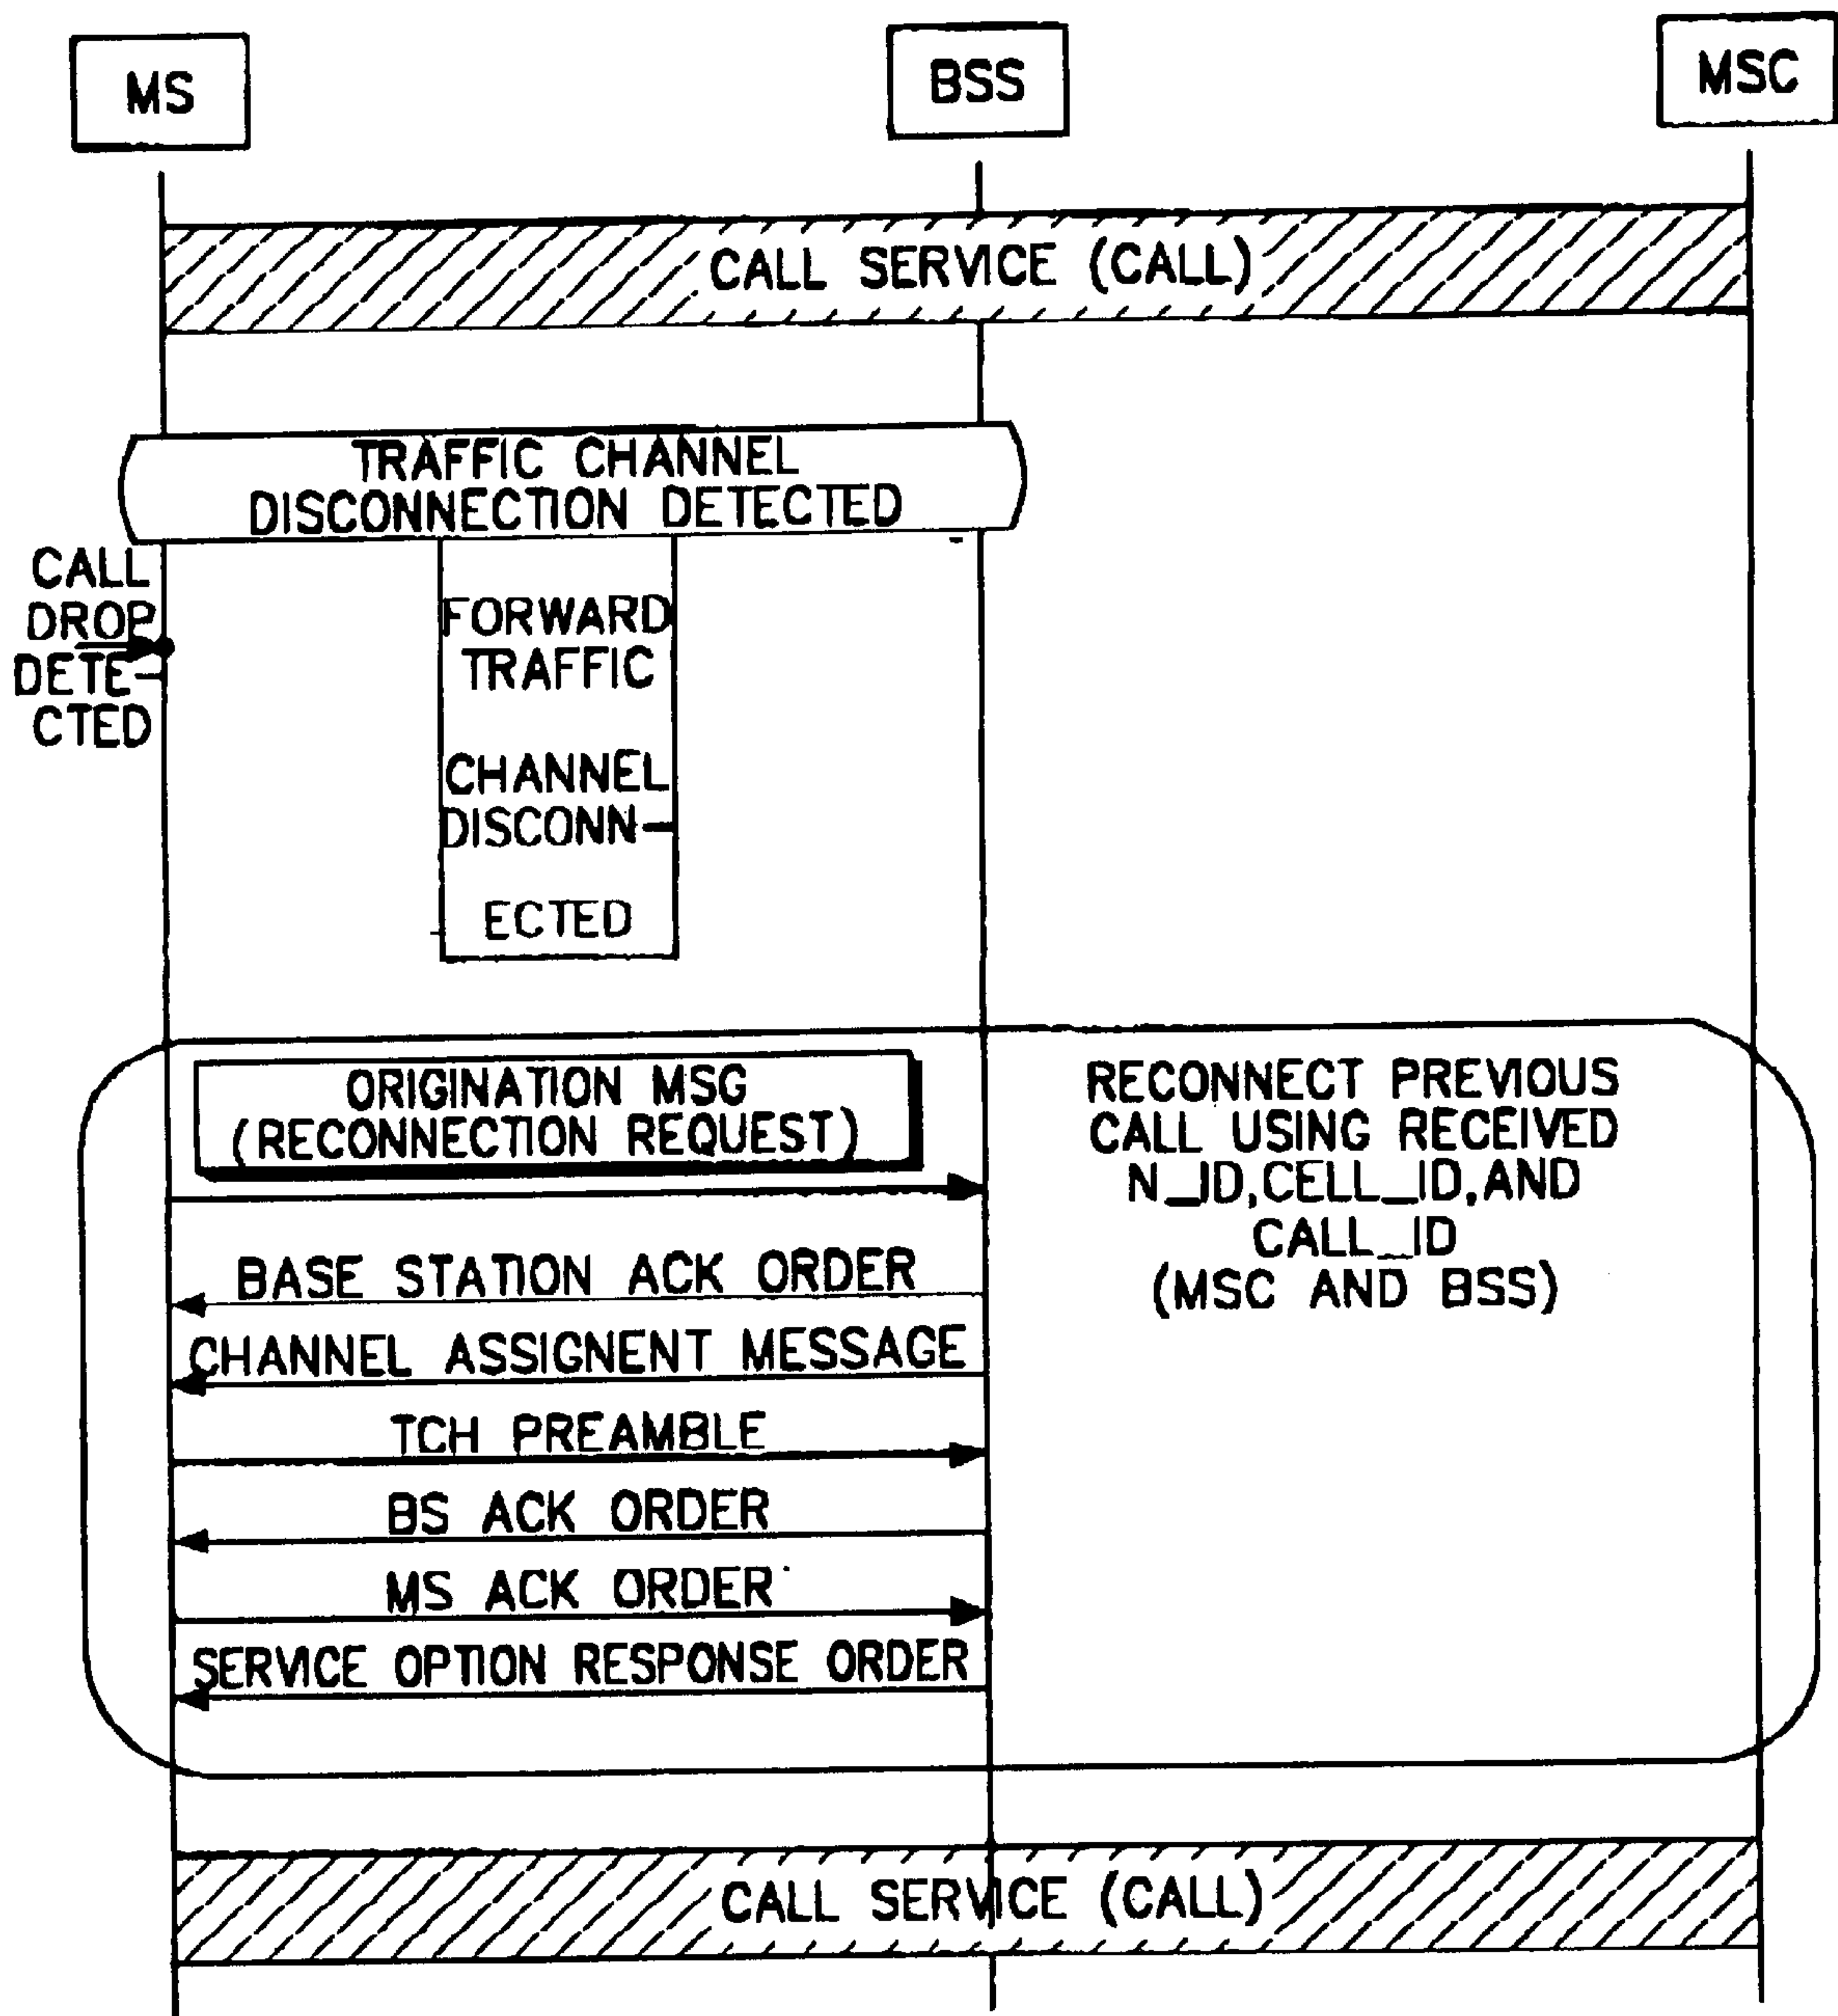 MS
BSS
MSC
CALL SERVICE (CALL)
TRAFFIC CHANNEL
DISCONNECTION DETECTED
CALL
DROP
DETE-
CTED
FORWARD
TRAFFIC
CHANNEL
DISCONN-
ECTED
ORIGINATION MSG
(RECONNECTION REQUEST)
RECONNECT PREVIOUS
CALL USING RECEIVED
N_ID,CELL_ID,AND
CALL_ID
(MSC AND BSS)
BASE STATION ACK ORDER
CHANNEL ASSIGNENT MESSAGE
TCH PREAMBLE
BS ACK ORDER
MS ACK ORDER
SERVICE OPTION RESPONSE ORDER
CALL SERVICE (CALL)